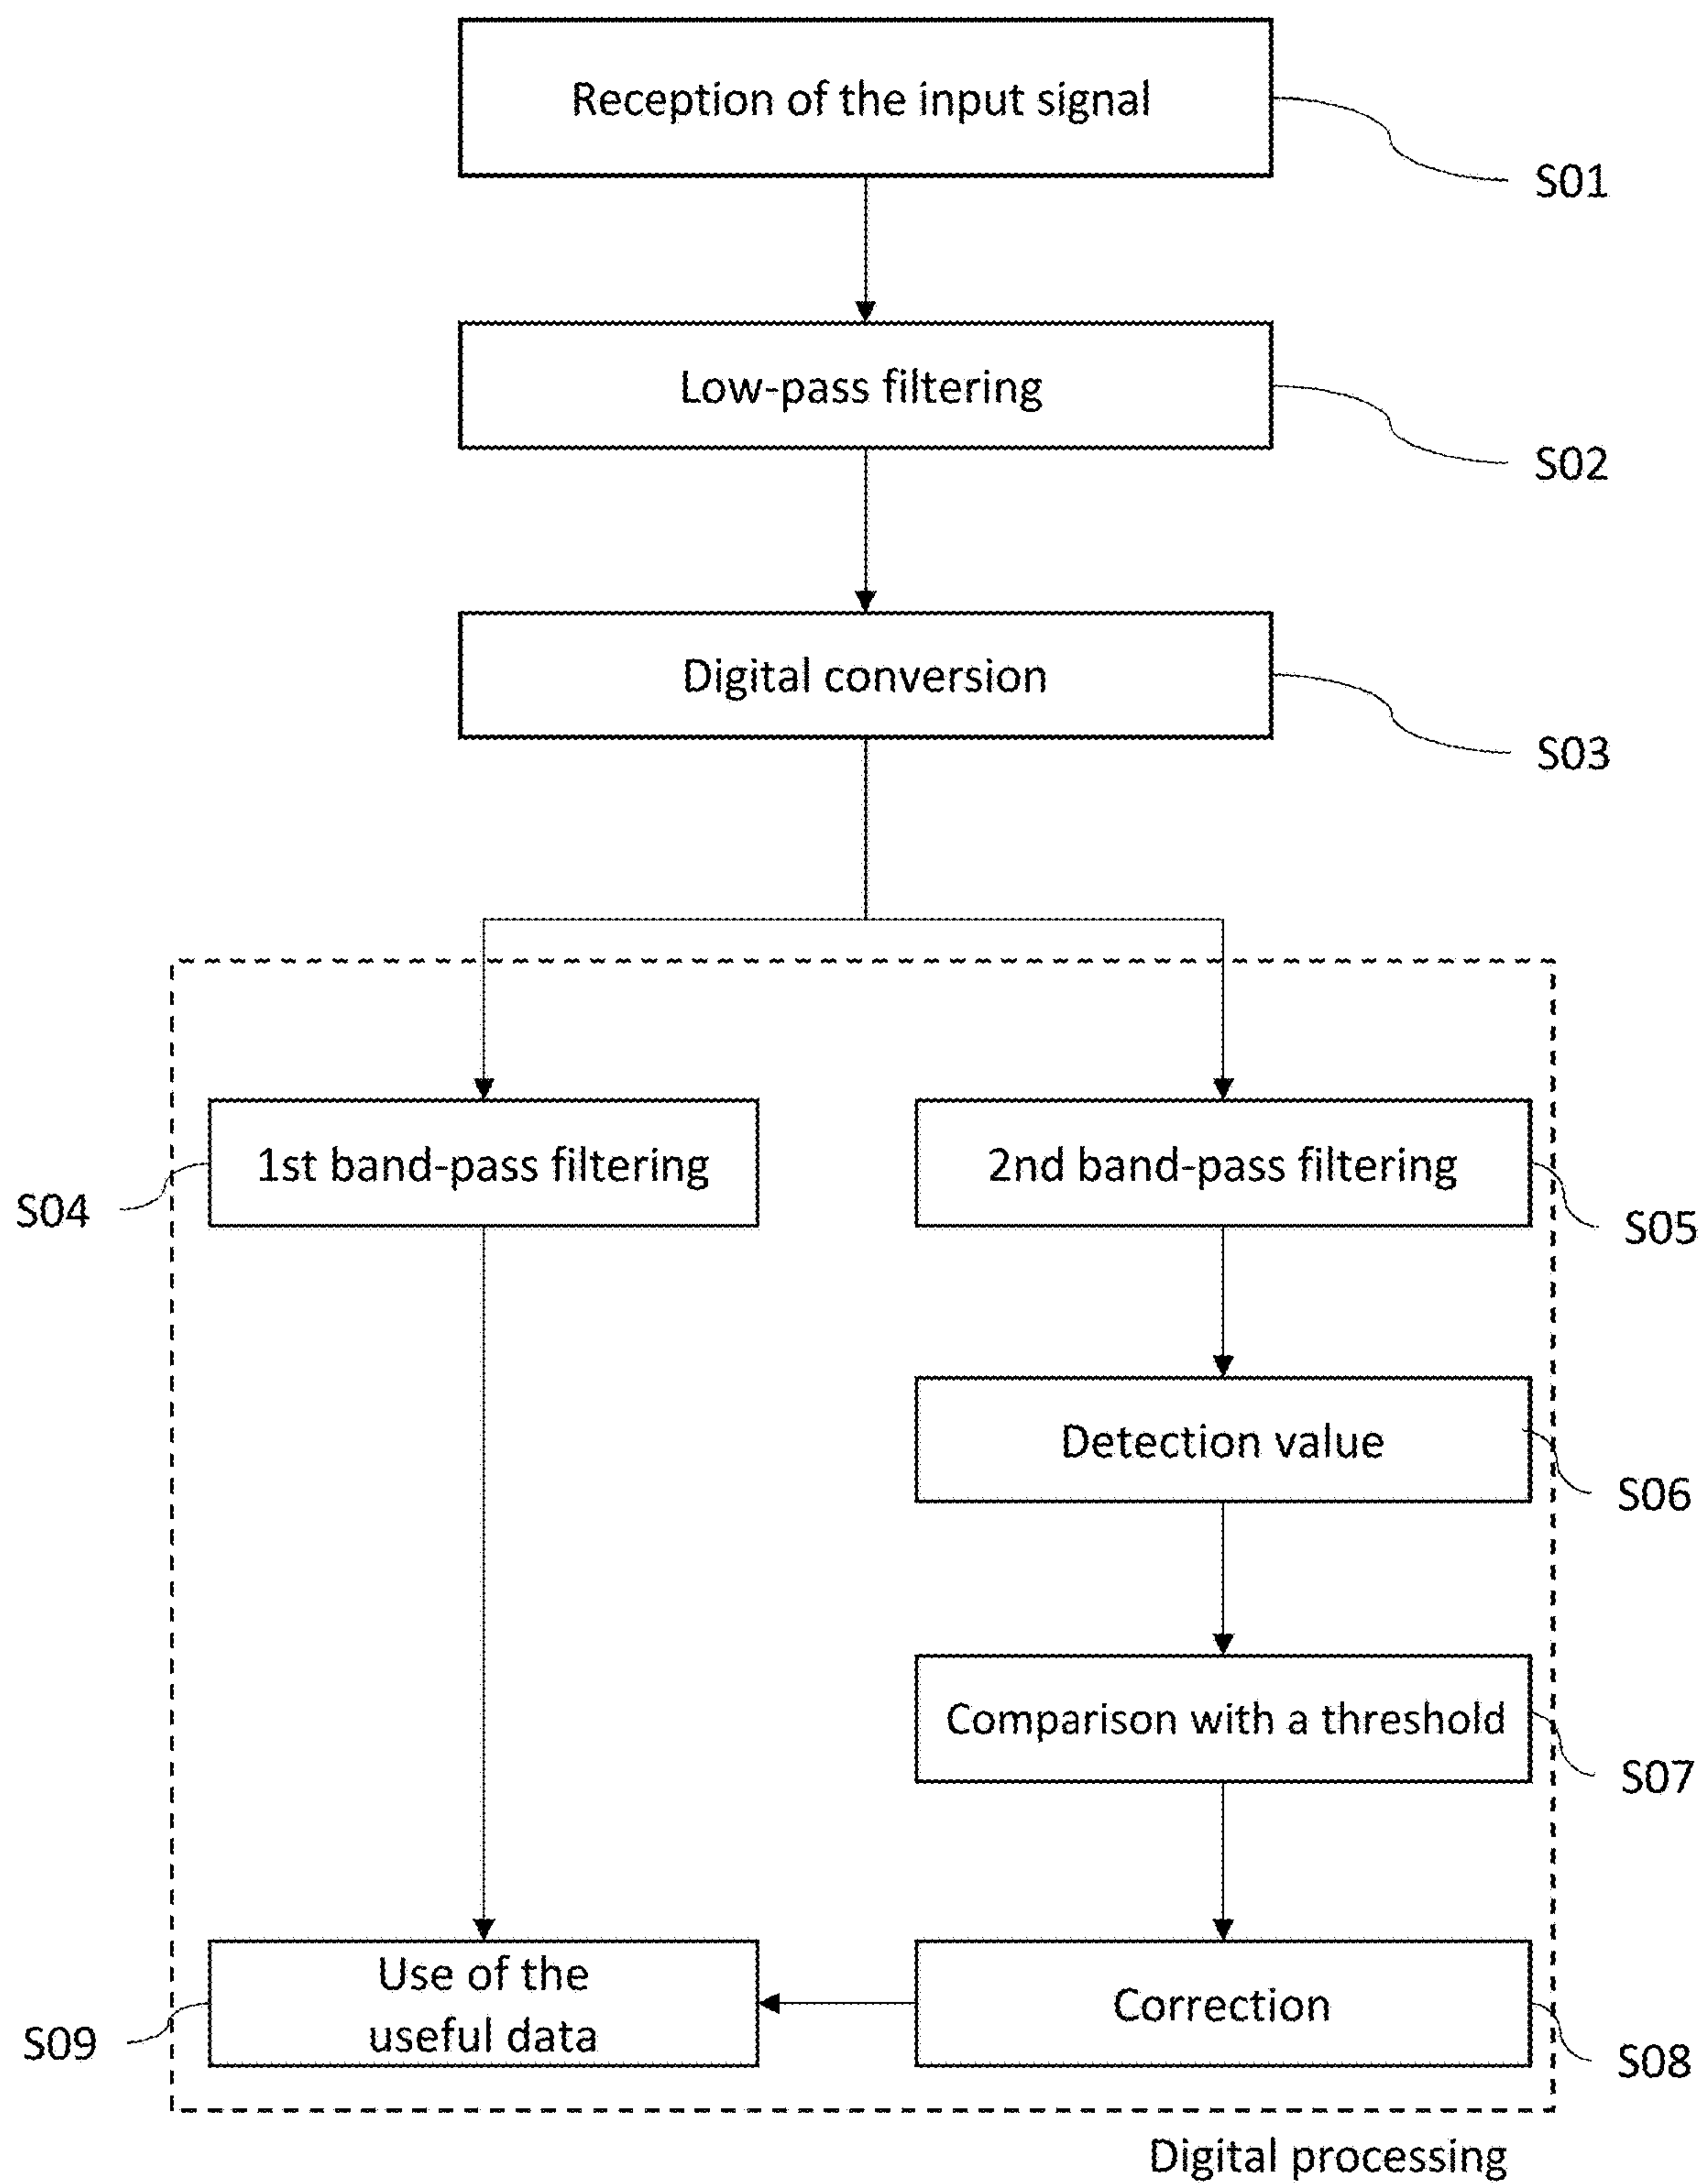 Reception of the input signal
S01
Low-pass filtering
S02
Digital conversion
S03
1st band-pass filtering
S04
2nd band-pass filtering
S05
Detection value
S06
Comparison with a threshold
S07
Use of the
useful data
S09
Correction
S08
Digital processing